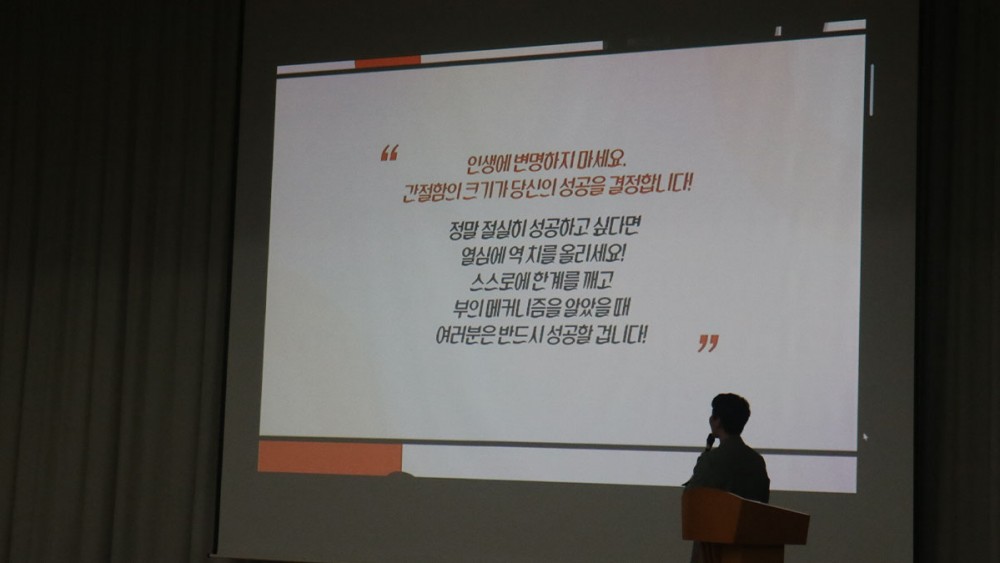 “
인생에 변명하지 마세요.
간절함의 크기가 당신의 성공을 결정합니다!
정말 절실히 성공하고 싶다면
열심에 역치를 올리세요!
스스로에 한계를 깨고
부의 메커니즘을 알았을 때
여러분은 반드시 성공할 겁니다!
”